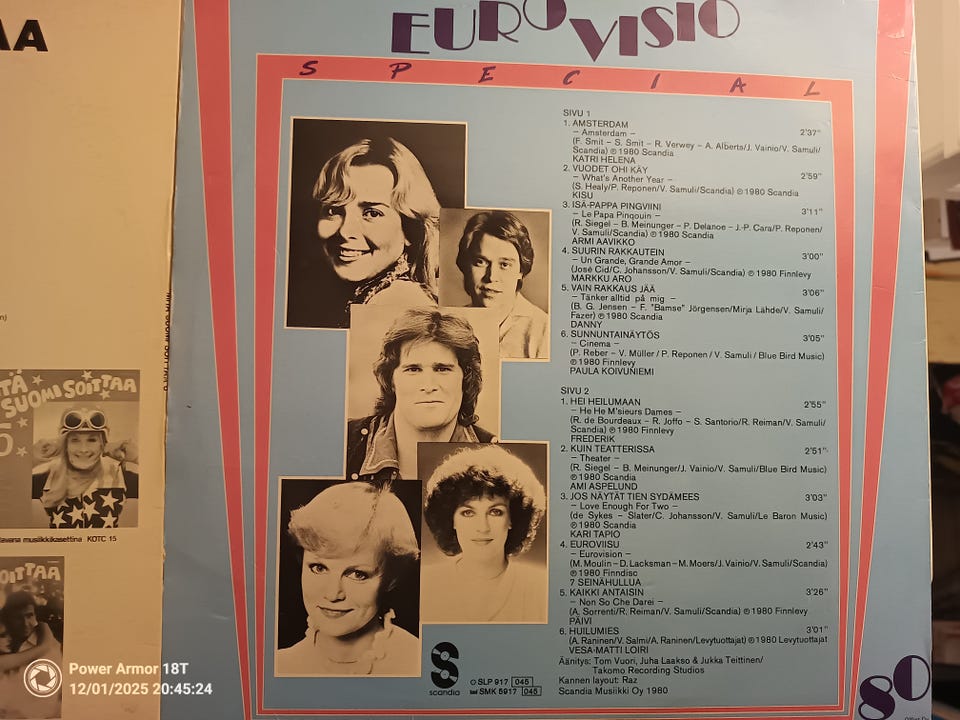 AA
EUROVISIO
SPECIAL
SIVU 1
1. AMSTERDAM 2'37"
– Amsterdam –
(F. Smit – S. Smit – R. Verwey – A. Alberts/J. Vainio/V. Samuli/
Scandia) ℗ 1980 Scandia
KATRI HELENA
2. VUODET OHI KÄY 2'59"
– What's Another Year –
(S. Healy/P. Reponen/V. Samuli/Scandia) ℗ 1980 Scandia
KISU
3. ISÄ-PAPPA PINGVIINI 3'11"
– Le Papa Pinqouin –
(R. Siegel – B. Meinunger – P. Delanoe – J.-P. Cara/P. Reponen/
V. Samuli/Scandia) ℗ 1980 Scandia
ARMI AAVIKKO
4. SUURIN RAKKAUTEIN 3'00"
– Un Grande, Grande Amor –
(José Cid/C. Johansson/V. Samuli/Scandia) ℗ 1980 Finnlevy
MARKKU ARO
5. VAIN RAKKAUS JÄÄ 3'06"
– Tänker alltid på mig –
(B. G. Jensen – F. "Bamse" Jörgensen/Mirja Lähde/V. Samuli/
Fazer) ℗ 1980 Scandia
DANNY
6. SUNNUNTAINÄYTÖS 3'05"
– Cinema –
(P. Reber – V. Müller / P. Reponen / V. Samuli / Blue Bird Music)
℗ 1980 Finnlevy
PAULA KOIVUNIEMI
SIVU 2
1. HEI HEILUMAAN 2'55"
– He He M'sieurs Dames –
(R. de Bourdeaux – R. Joffo – S. Santorio/R. Reiman/V. Samuli/
Scandia) ℗ 1980 Finnlevy
FREDERIK
2. KUIN TEATTERISSA 2'51"
– Theater –
(R. Siegel – B. Meinunger/J. Vainio/V. Samuli/Blue Bird Music)
℗ 1980 Scandia
AMI ASPELUND
3. JOS NÄYTÄT TIEN SYDÄMEES 3'03"
– Love Enough For Two –
(de Sykes – Slater/C. Johansson/V. Samuli/Le Baron Music)
℗ 1980 Scandia
KARI TAPIO
4. EUROVIISU 2'43"
– Eurovision –
(M. Moulin – D. Lacksman – M. Moers/J. Vainio/V. Samuli/Scandia)
℗ 1980 Finndisc
7 SEINÄHULLUA
5. KAIKKI ANTAISIN 3'26"
– Non So Che Darei –
(A. Sorrenti/R. Reiman/V. Samuli/Scandia) ℗ 1980 Finnlevy
PÄIVI
6. HUILUMIES 3'01"
(A. Raninen/V. Salmi/A. Raninen/Levytuottajat) ℗ 1980 Levytuottajat
VESA-MATTI LOIRI
Äänitys: Tom Vuori, Juha Laakso & Jukka Teittinen/
Takomo Recording Studios
Kannen layout: Raz
Scandia Musiikki Oy 1980
scandia
SLP 917 045
SMK 5917 045
80
TÄ
SUOMI SOITTAA
5
tavana musiikkikasettina KOTC 15
OITTAA
Power Armor 18T
12/01/2025 20:45:24